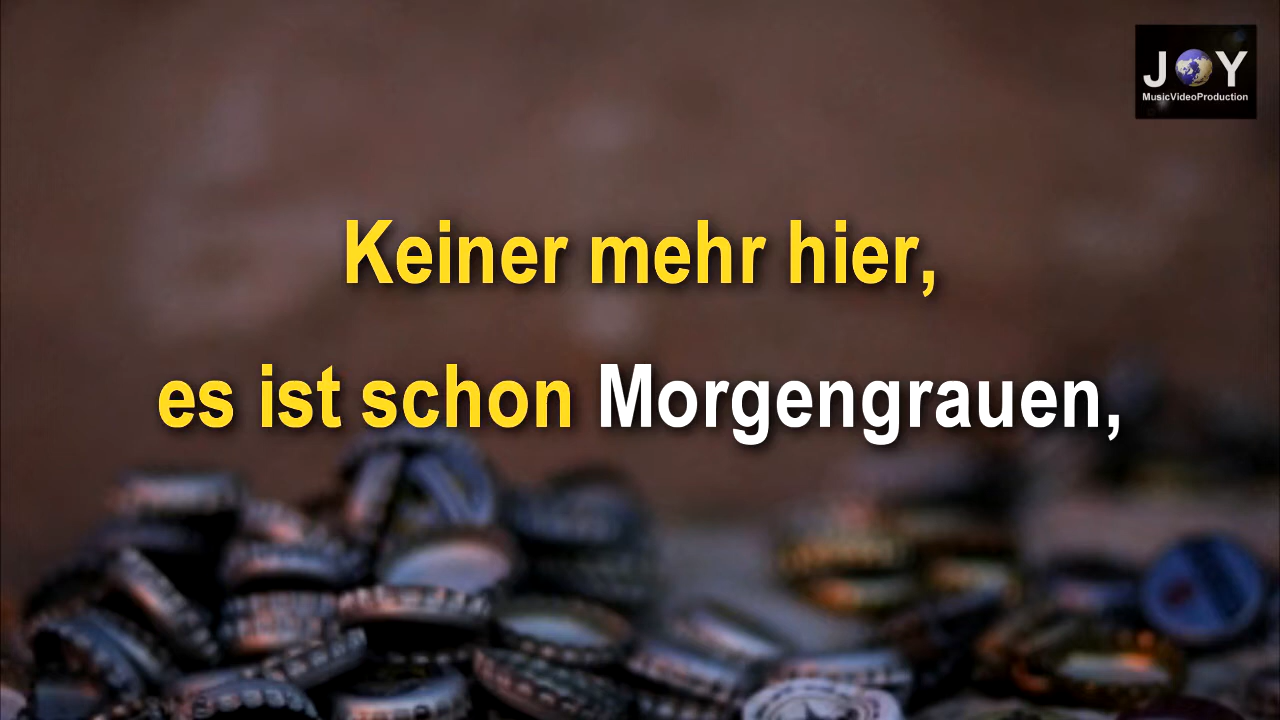 JOY
MusicVideoProduction
Keiner mehr hier,
es ist schon Morgengrauen,